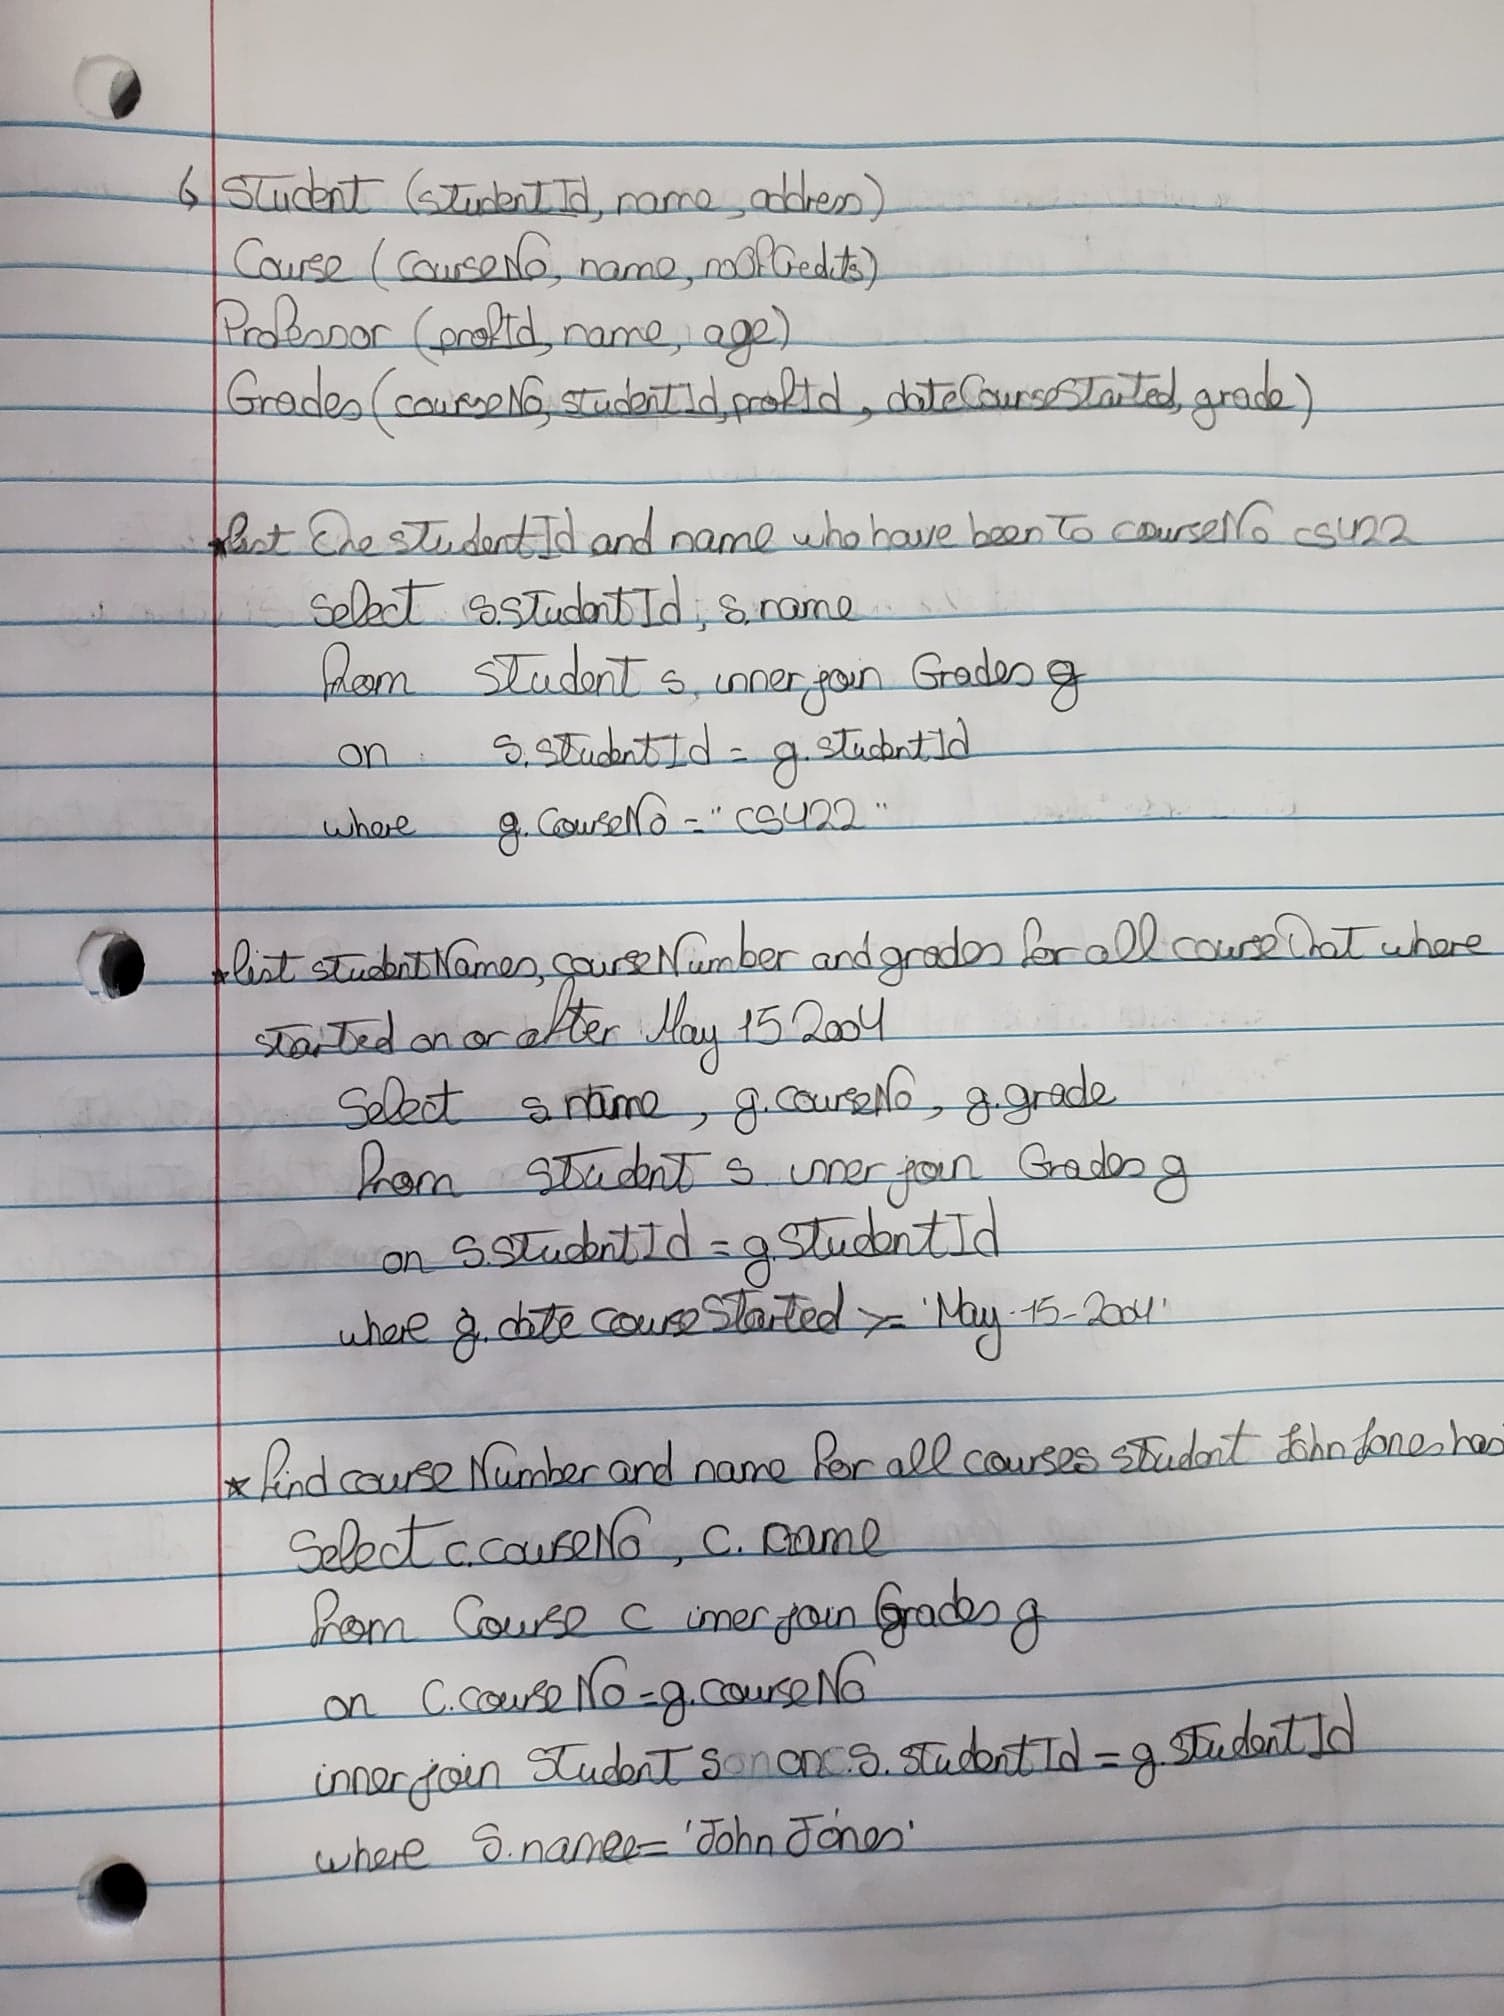 6 Student (studentId, name, address)
Course (courseNo, name, noOfCredits)
Professor (profId, name, age)
Grades (courseNo, studentId, profId, dateCourseStarted, grade)
*list the studentId and name who have been to courseNo CS422
Select s.studentId, s.name
from student s, inner join Grades g
on s.studentId = g.studentId
where g.CourseNo = "CS422"
*list studentNames, courseNumber and grades for all course that where
started on or after May 15 2004
Select s.name, g.courseNo, g.grade
from student s inner join Grades g
on s.studentId = g.studentId
where g.date courseStarted >= 'May-15-2004'
*find course Number and name for all courses student John Jones has
Select c.courseNo, c.name
from Course c inner join Grades g
on c.courseNo = g.courseNo
inner join Student s on s.studentId = g.studentId
where s.name = 'John Jones'